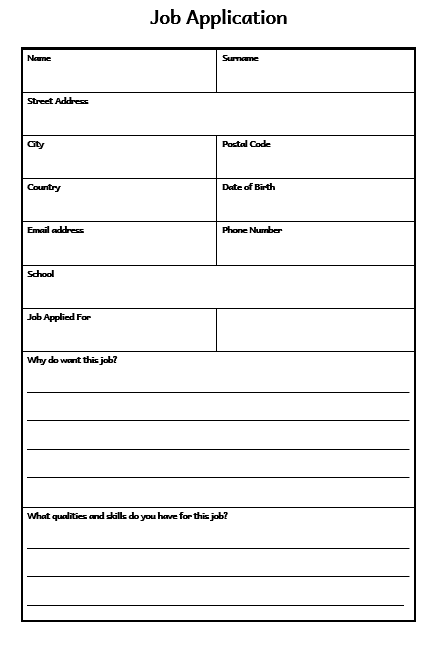 Job Application
Name Surname
Street Address
City Postal Code
Country Date of Birth
Email address Phone Number
School
Job Applied For
Why do want this job?
What qualities and skills do you have for this job?